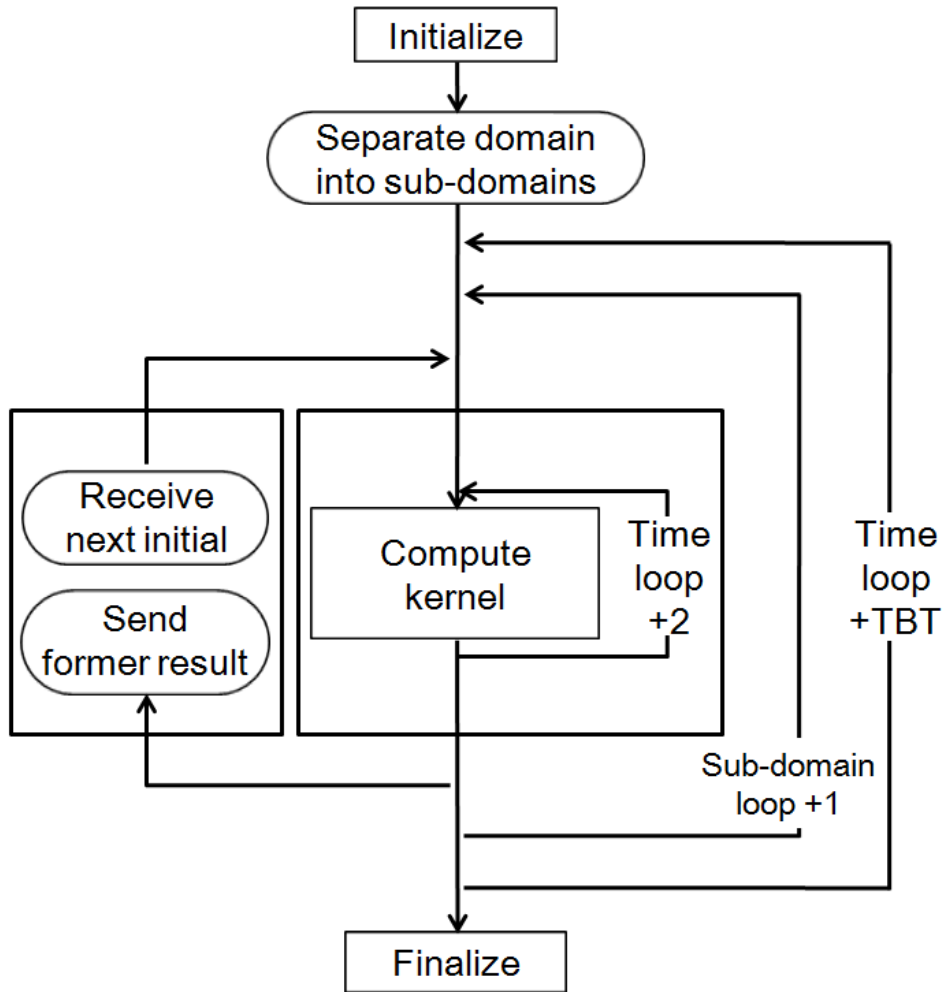 Initialize
Separate domain
into sub-domains
Receive
next initial
Send
former result
Compute
kernel
Time
loop
+2
Time
loop
+TBT
Sub-domain
loop +1
Finalize